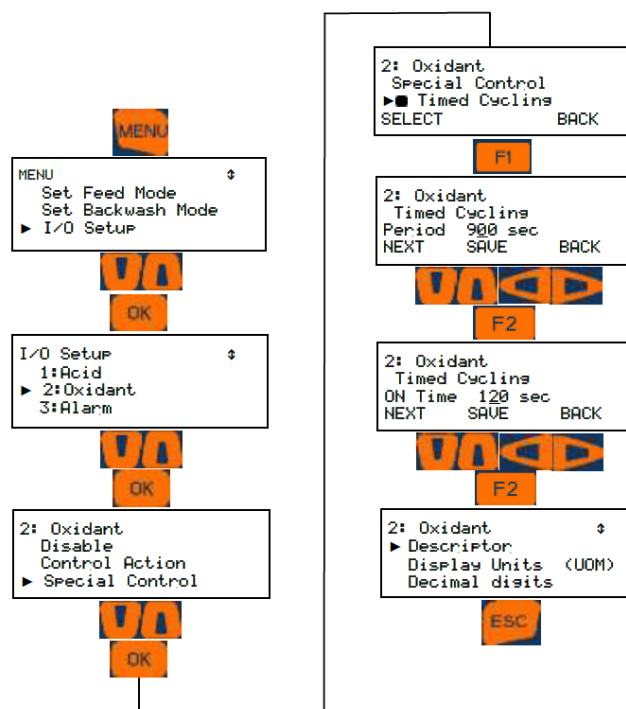 MENU
MENU
Set Feed Mode
Set Backwash Mode
I/O Setup
OK
I/O Setup
1:Acid
2:Oxidant
3:Alarm
OK
2: Oxidant
Disable
Control Action
Special Control
OK
2: Oxidant
Special Control
Timed Cycling
SELECT BACK
F1
2: Oxidant
Timed Cycling
Period 900 sec
NEXT SAVE BACK
F2
2: Oxidant
Timed Cycling
ON Time 120 sec
NEXT SAVE BACK
F2
2: Oxidant
Descriptor
Display Units (UOM)
Decimal digits
ESC